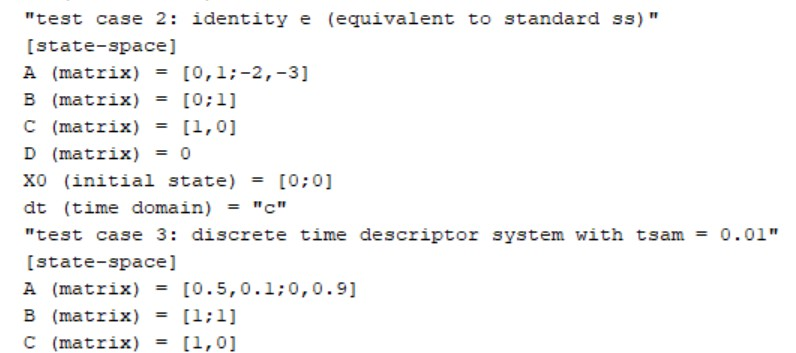 "test case 2: identity e (equivalent to standard ss)"
[state-space]
A (matrix) = [0,1;-2,-3]
B (matrix) = [0;1]
C (matrix) = [1,0]
D (matrix) = 0
X0 (initial state) = [0;0]
dt (time domain) = "c"
"test case 3: discrete time descriptor system with tsam = 0.01"
[state-space]
A (matrix) = [0.5,0.1;0,0.9]
B (matrix) = [1;1]
C (matrix) = [1,0]